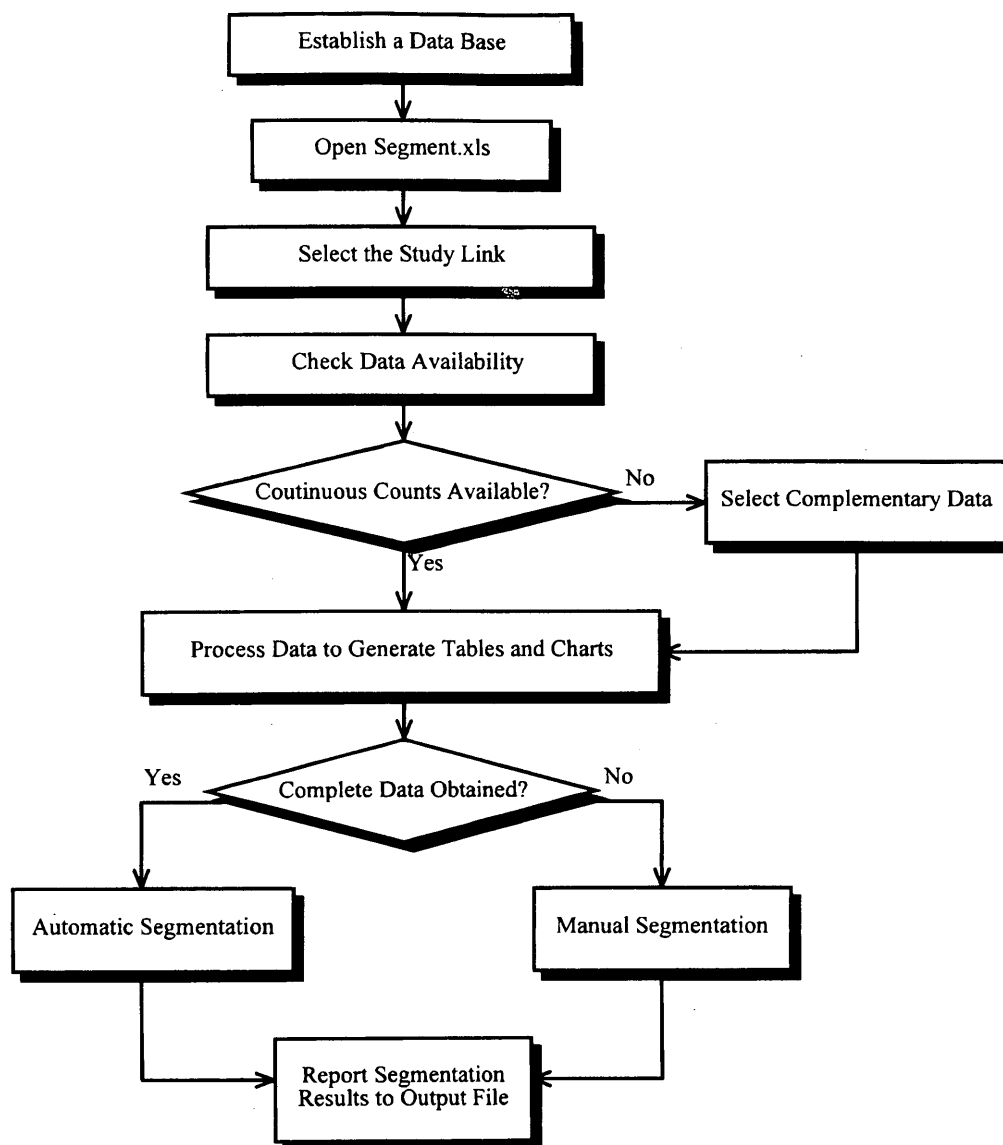 Establish a Data Base
Open Segment.xls
Select the Study Link
Check Data Availability
Coutinuous Counts Available?
No
Select Complementary Data
Yes
Process Data to Generate Tables and Charts
Yes
Complete Data Obtained?
No
Automatic Segmentation
Manual Segmentation
Report Segmentation
Results to Output File